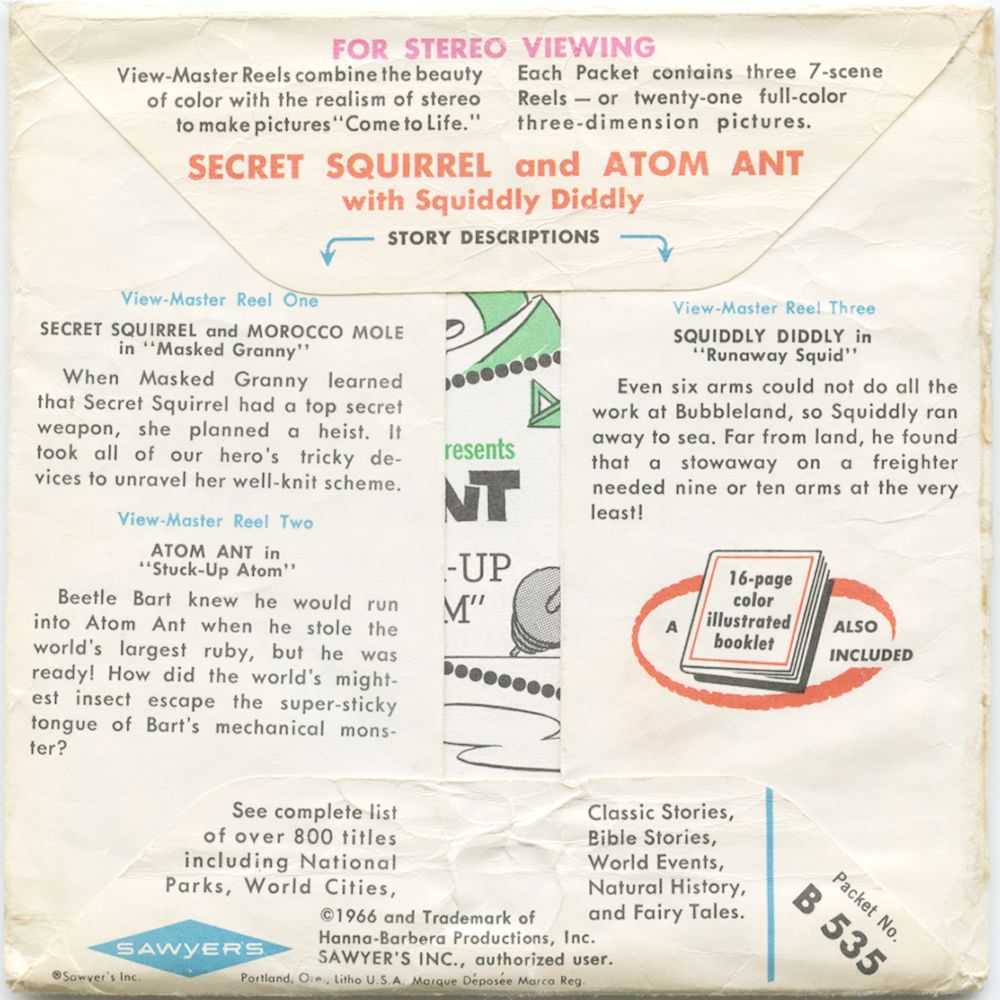 FOR STEREO VIEWING
View-Master Reels combine the beauty
of color with the realism of stereo
to make pictures "Come to Life."
Each Packet contains three 7-scene
Reels — or twenty-one full-color
three-dimension pictures.
SECRET SQUIRREL and ATOM ANT
with Squiddly Diddly
STORY DESCRIPTIONS
View-Master Reel One
SECRET SQUIRREL and MOROCCO MOLE
in "Masked Granny"
When Masked Granny learned
that Secret Squirrel had a top secret
weapon, she planned a heist. It
took all of our hero's tricky de-
vices to unravel her well-knit scheme.
View-Master Reel Two
ATOM ANT in
"Stuck-Up Atom"
Beetle Bart knew he would run
into Atom Ant when he stole the
world's largest ruby, but he was
ready! How did the world's might-
est insect escape the super-sticky
tongue of Bart's mechanical mons-
ter?
resents
NT
-UP
M"
View-Master Reel Three
SQUIDDLY DIDDLY in
"Runaway Squid"
Even six arms could not do all the
work at Bubbleland, so Squiddly ran
away to sea. Far from land, he found
that a stowaway on a freighter
needed nine or ten arms at the very
least!
A
16-page
color
illustrated
booklet
ALSO
INCLUDED
See complete list
of over 800 titles
including National
Parks, World Cities,
Classic Stories,
Bible Stories,
World Events,
Natural History,
and Fairy Tales.
Packet No.
B 535
©1966 and Trademark of
Hanna-Barbera Productions, Inc.
SAWYER'S INC., authorized user.
SAWYER'S
®Sawyer's Inc.
Portland, Ore., Litho U.S.A. Marque Déposée Marca Reg.